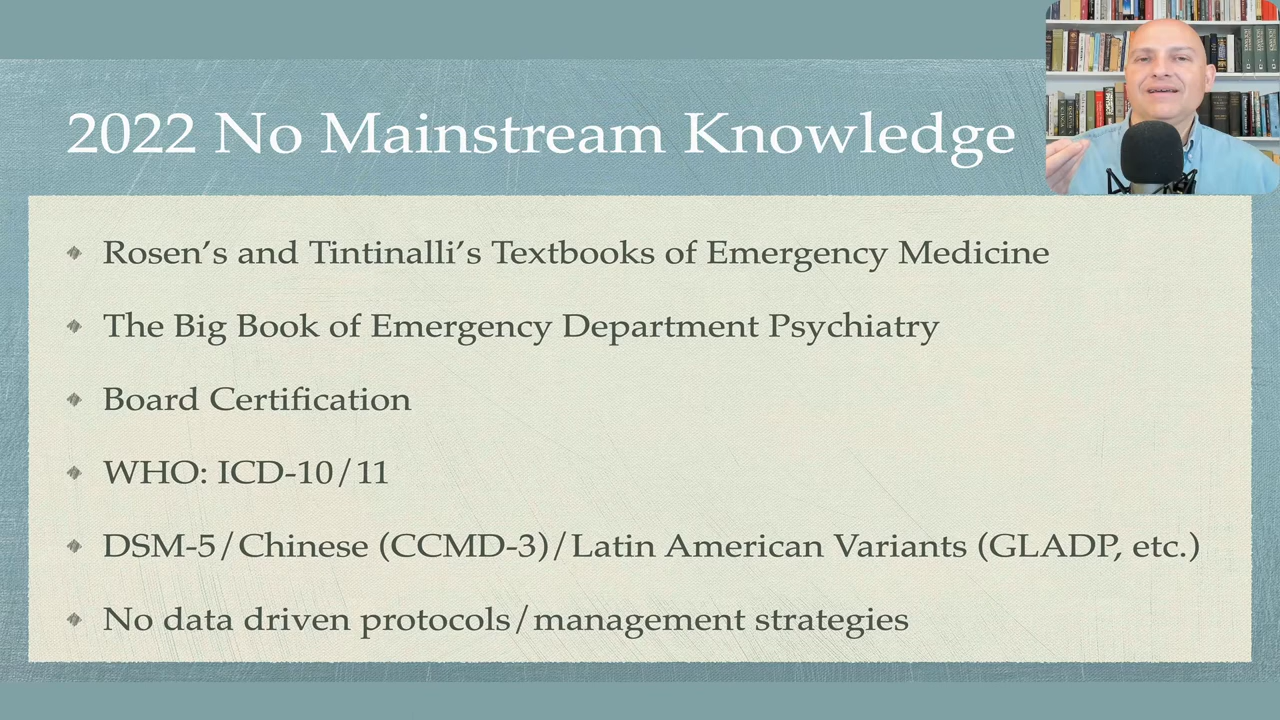 2022 No Mainstream Knowledge
Rosen’s and Tintinalli’s Textbooks of Emergency Medicine
The Big Book of Emergency Department Psychiatry
Board Certification
WHO: ICD-10/11
DSM-5/Chinese (CCMD-3)/Latin American Variants (GLADP, etc.)
No data driven protocols/management strategies